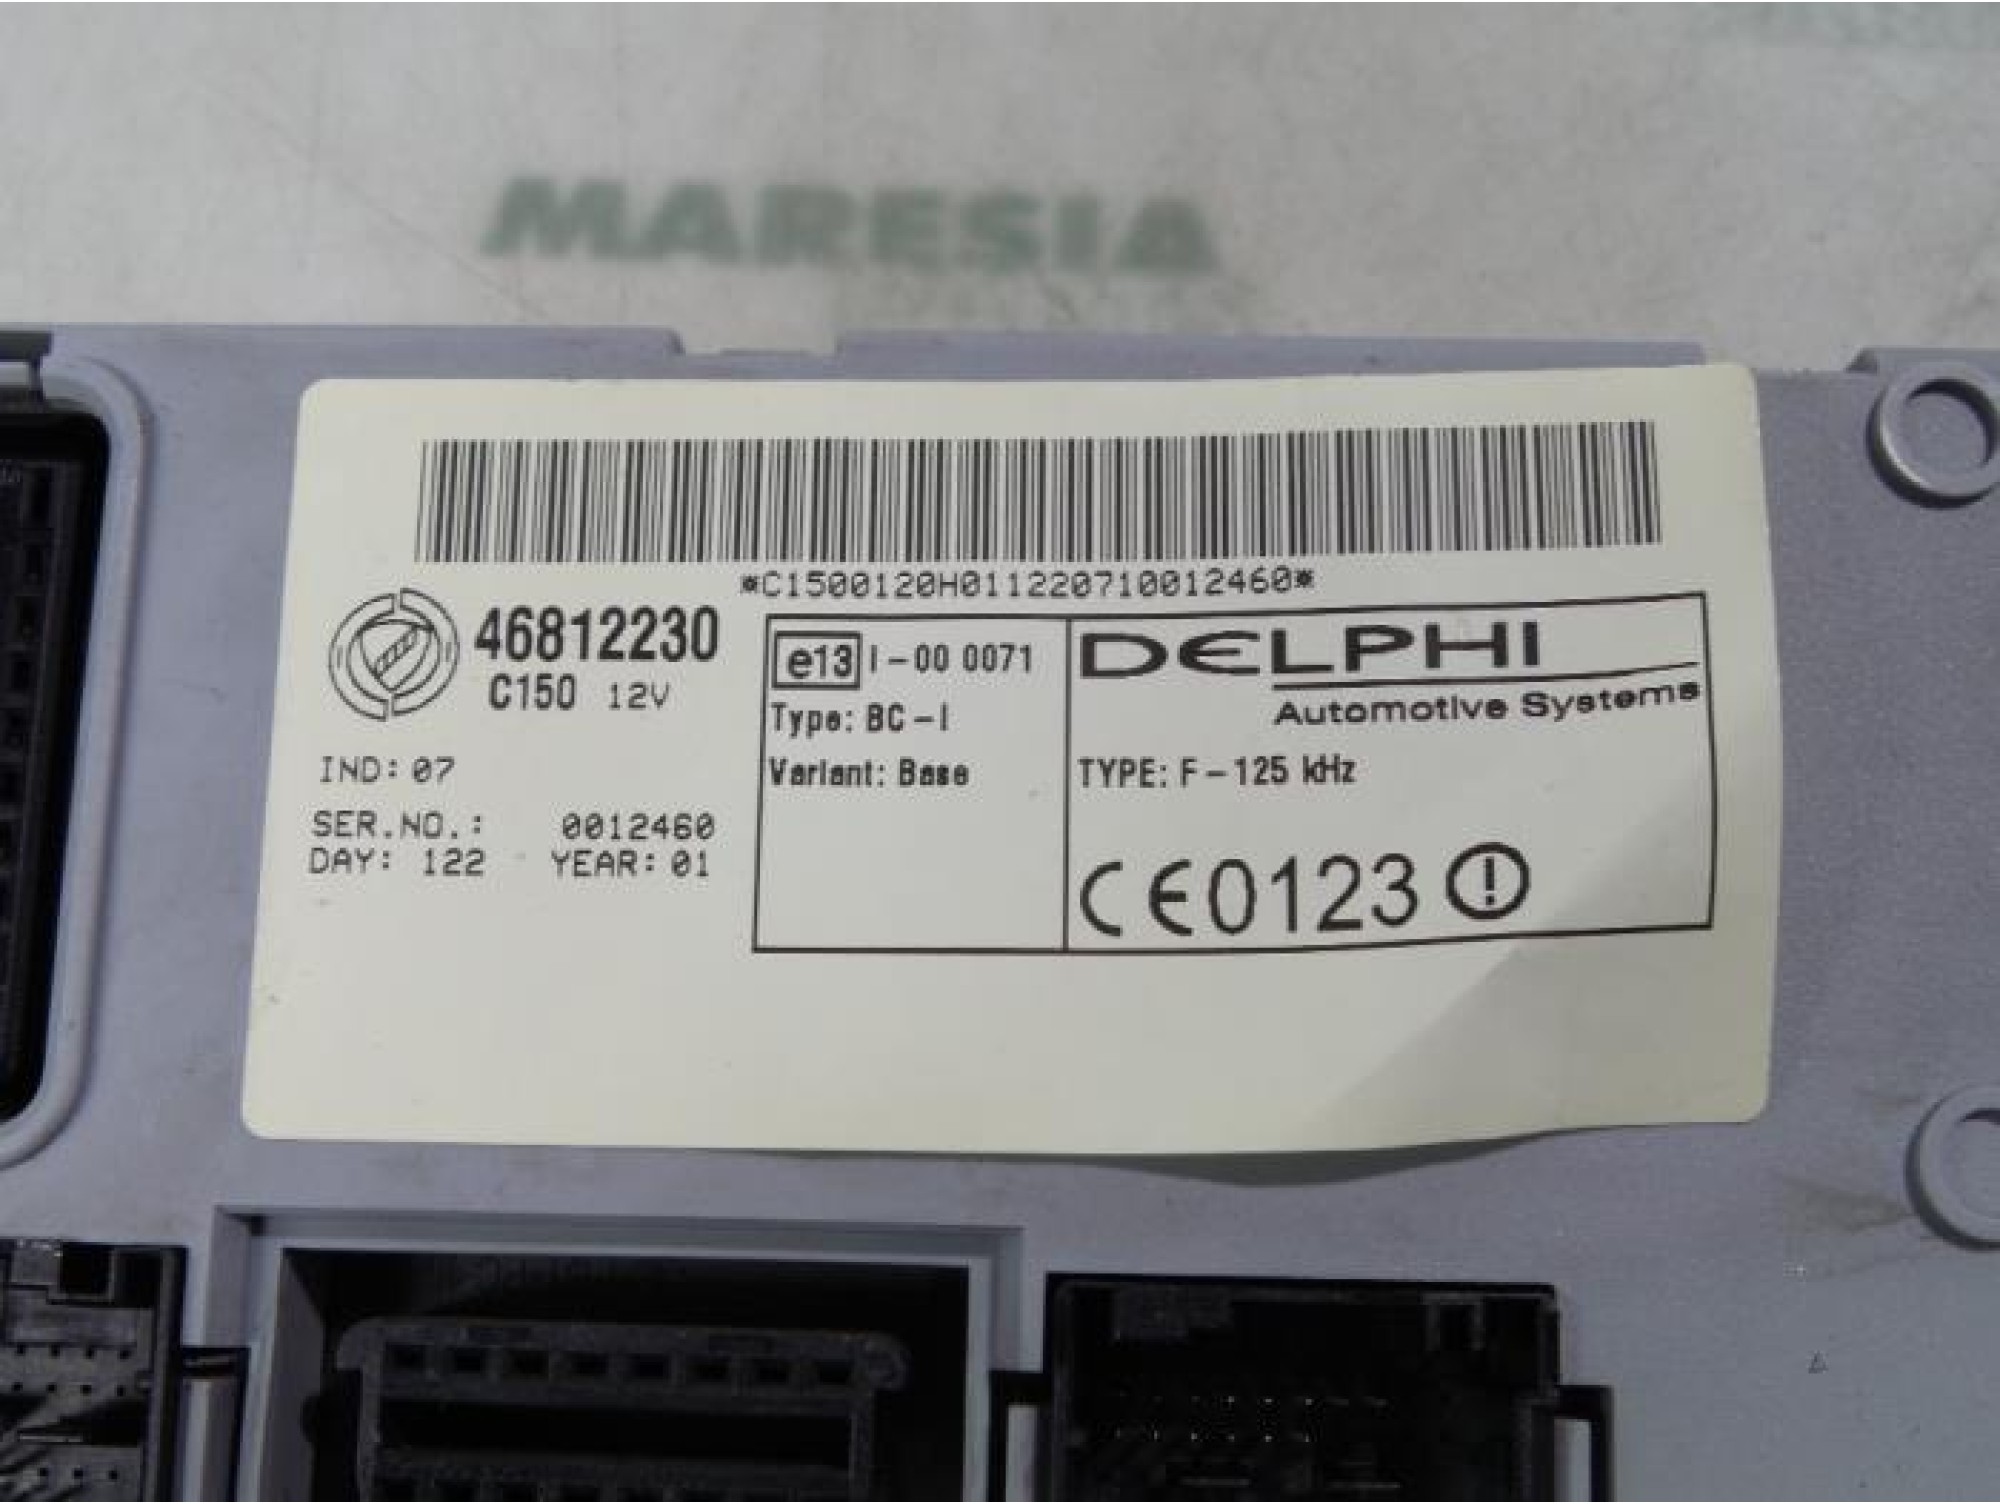 MARESIA
*C1500120H011220710012460*
46812230
C150 12V
IND: 07
SER.NO.: 0012460
DAY: 122 YEAR: 01
e13 I-00 0071
Type: BC-I
Variant: Base
DELPHI
Automotive Systems
TYPE: F-125 kHz
CE0123